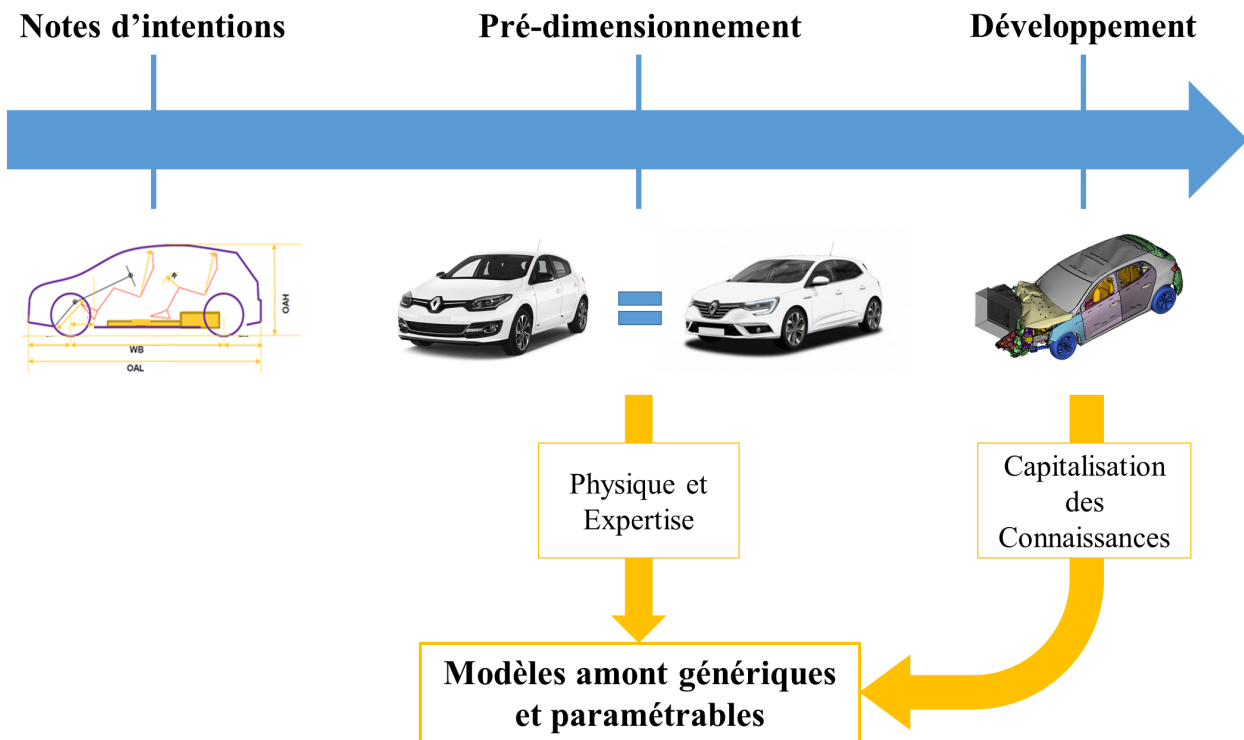 Notes d’intentions
Pré-dimensionnement
Développement
OAH
WB
OAL
Physique et
Expertise
Capitalisation
des
Connaissances
Modèles amont génériques
et paramétrables